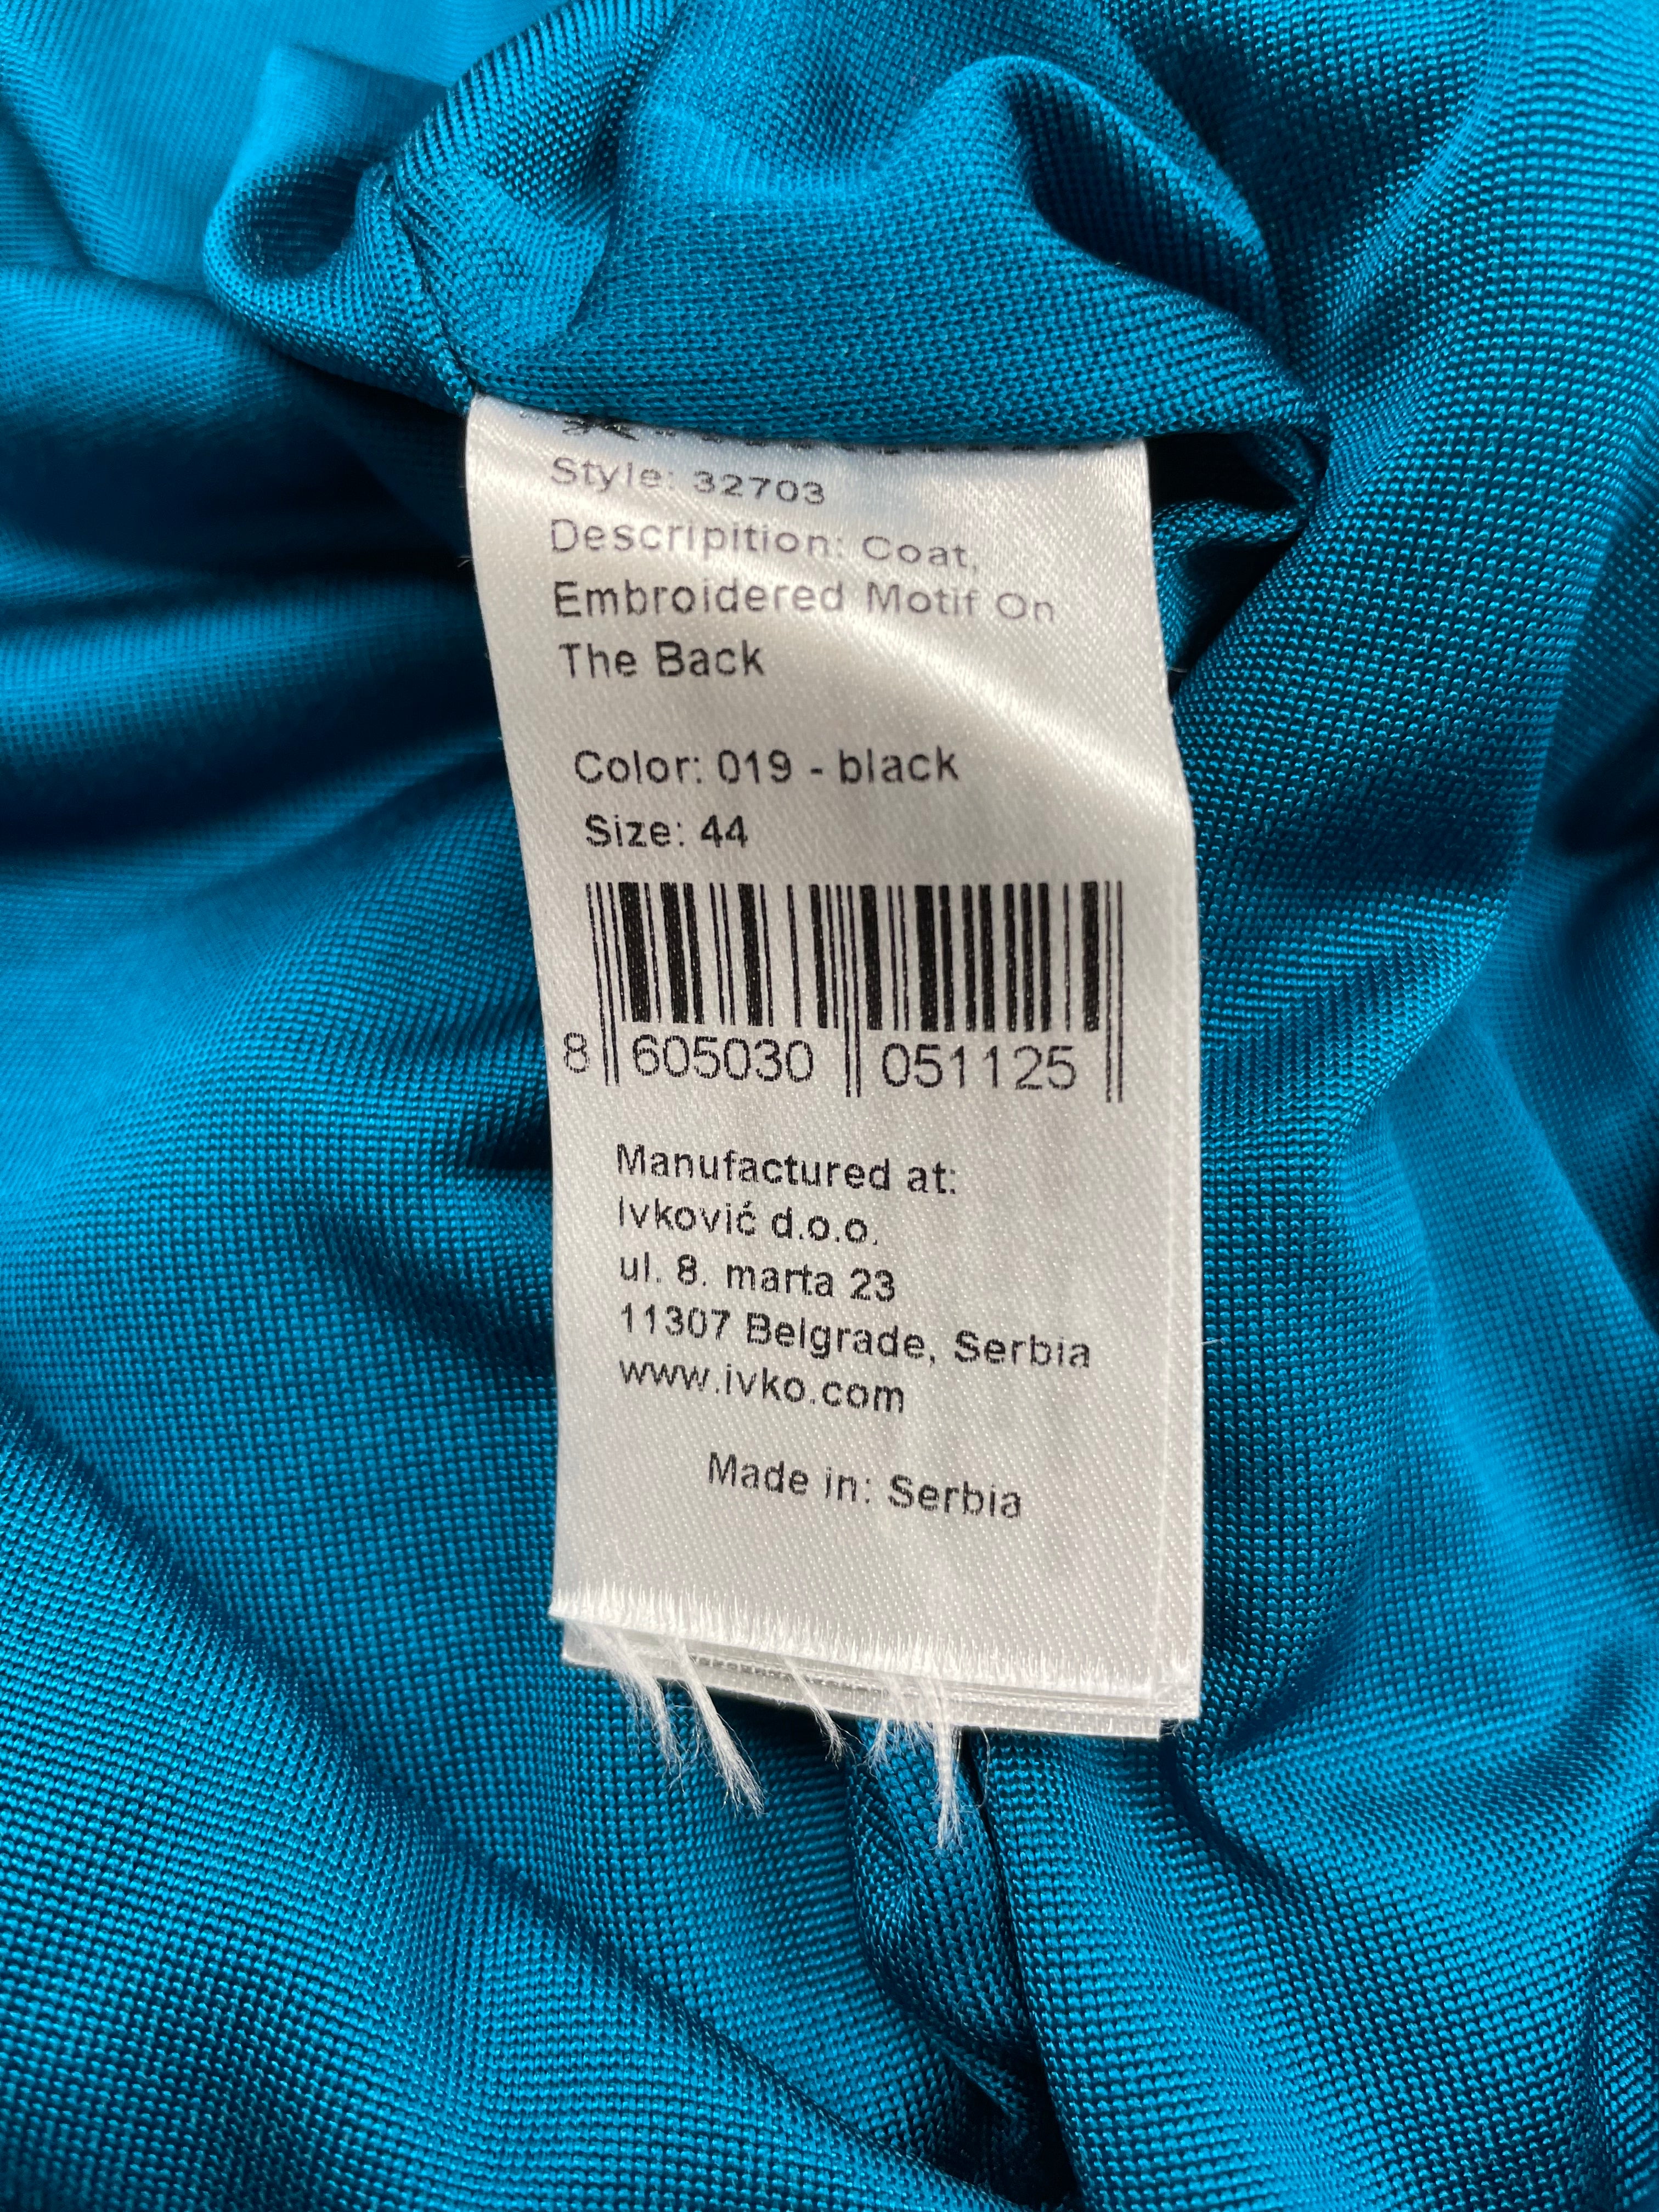 Style: 32703
Descripition: Coat,
Embroidered Motif On
The Back
Color: 019 - black
Size: 44
8 605030 051125
Manufactured at:
Ivković d.o.o.
ul. 8. marta 23
11307 Belgrade, Serbia
www.ivko.com
Made in: Serbia